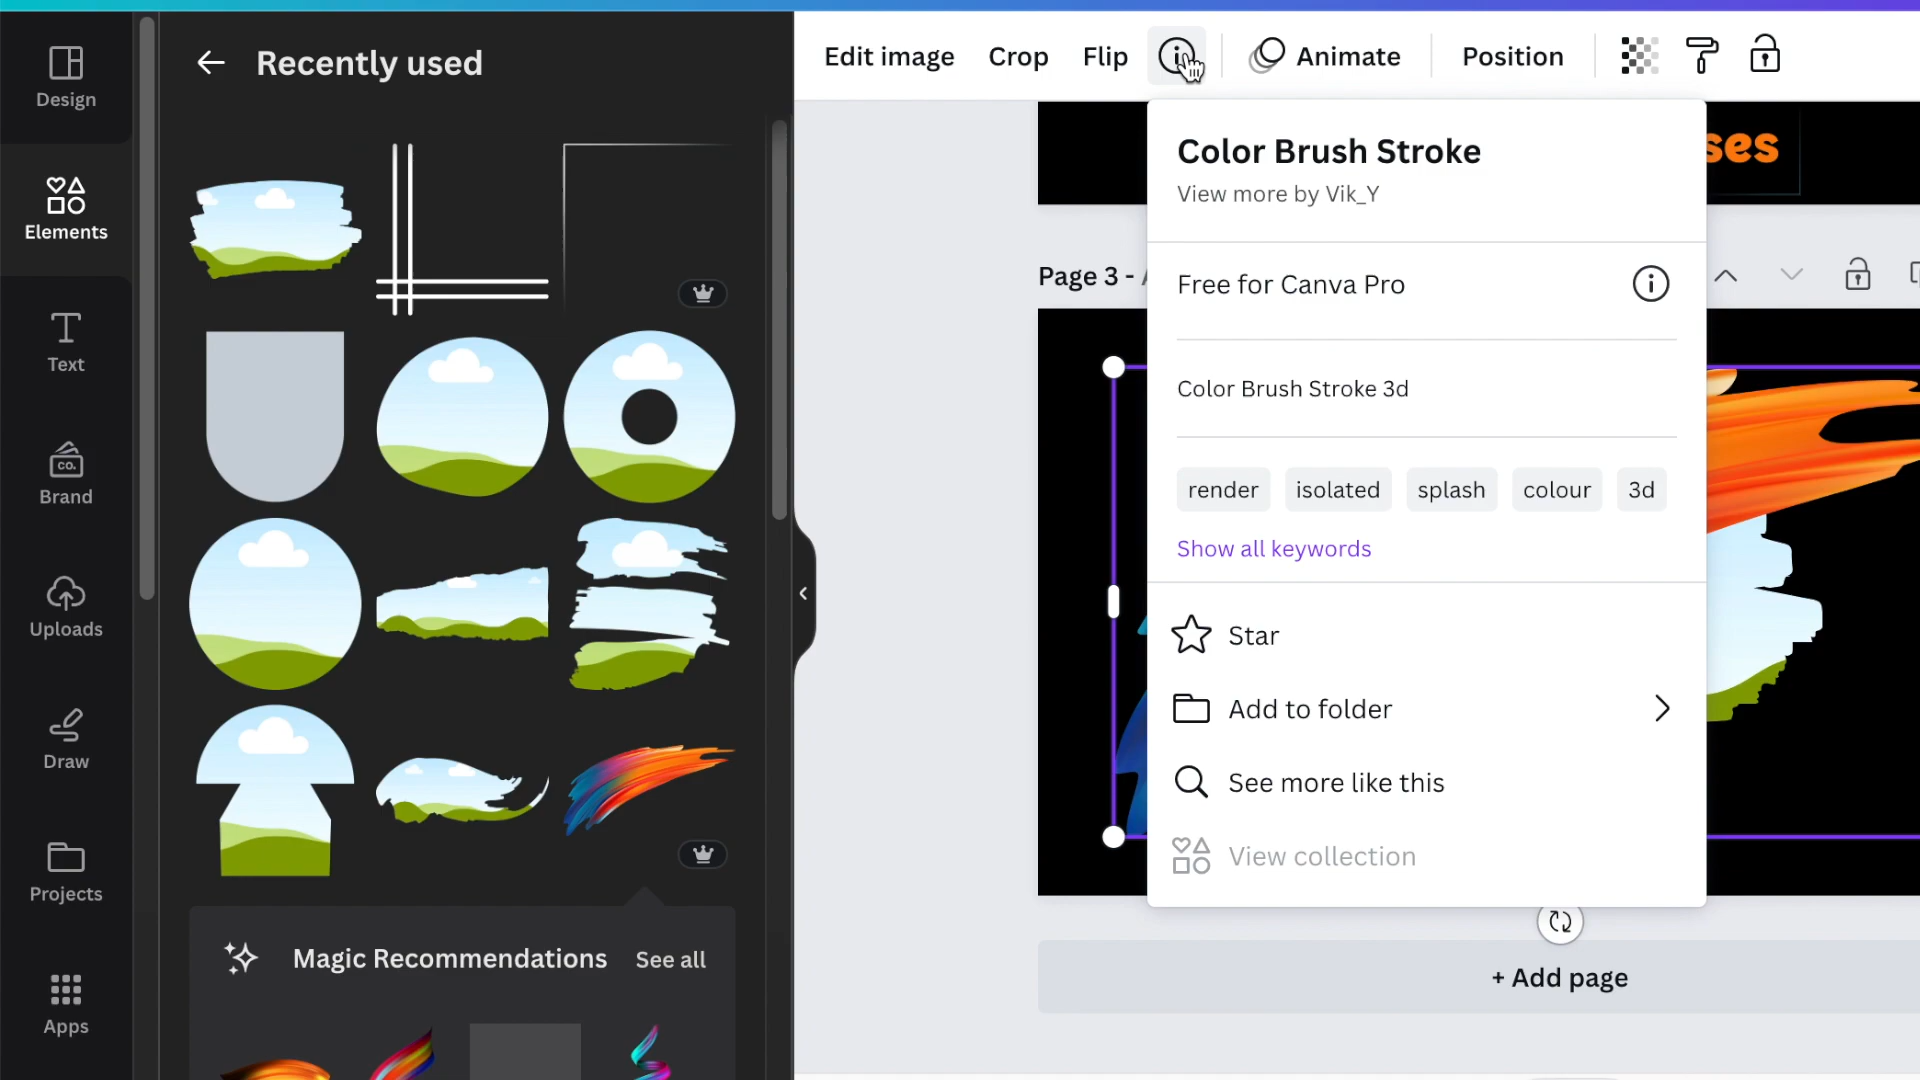 Design
Elements
Text
CO.
Brand
Uploads
Draw
Projects
Apps
Recently used
Magic Recommendations
See all
Edit image
Crop
Flip
Animate
Position
ses
Color Brush Stroke
View more by Vik_Y
Free for Canva Pro
Color Brush Stroke 3d
render
isolated
splash
colour
3d
Show all keywords
Star
Add to folder
See more like this
View collection
Page 3 -
+ Add page